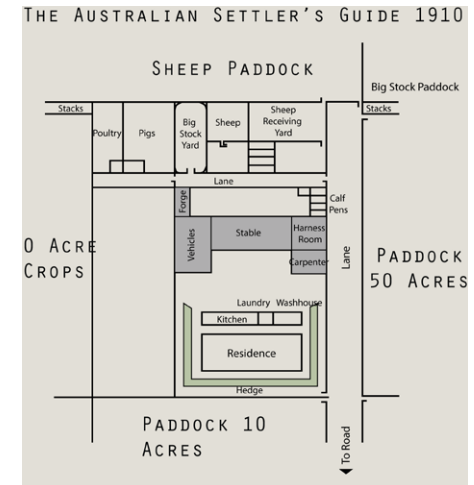 THE AUSTRALIAN SETTLER'S GUIDE 1910
SHEEP PADDOCK
Big Stock Paddock
Stacks
Stacks
Poultry
Pigs
Big
Stock
Yard
Sheep
Sheep
Receiving
Yard
Lane
Forge
Calf
Pens
Vehicles
Stable
Harness
Room
Carpenter
Lane
0 ACRE
CROPS
PADDOCK
50 ACRES
Laundry Washhouse
Kitchen
Residence
Hedge
PADDOCK 10
ACRES
To Road